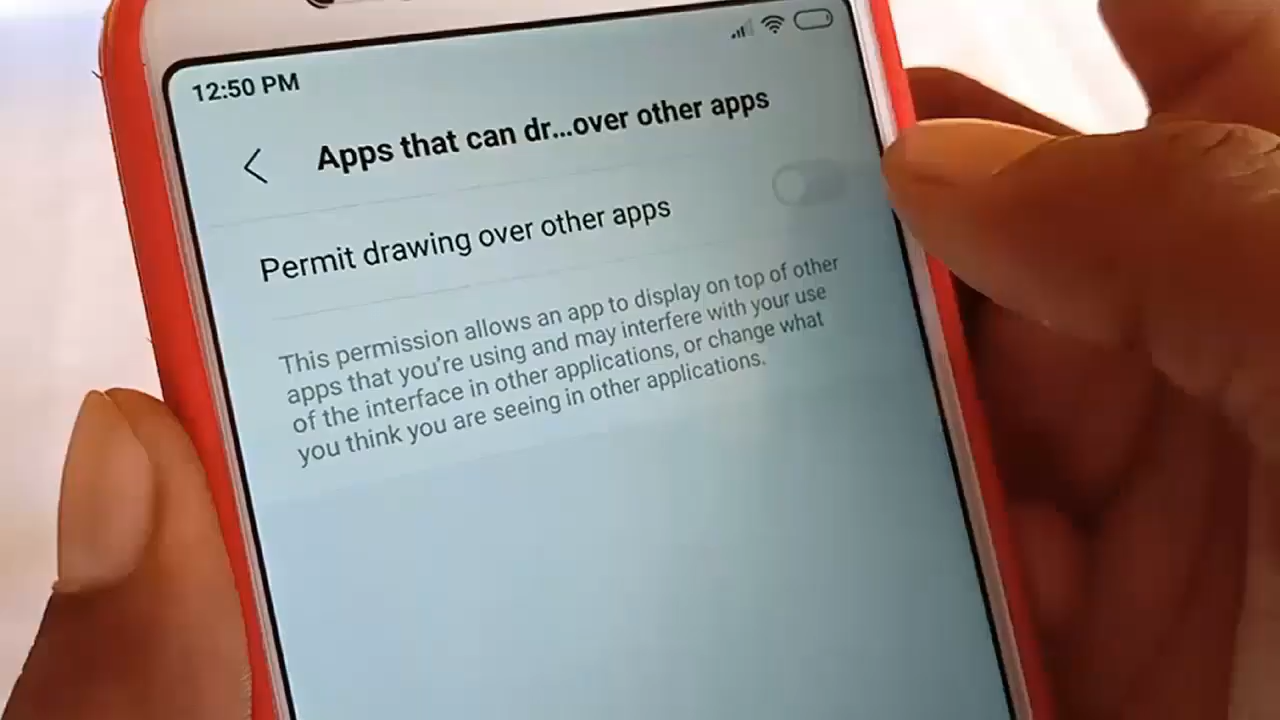 12:50 PM
Apps that can dr...over other apps
Permit drawing over other apps
This permission allows an app to display on top of other
apps that you're using and may interfere with your use
of the interface in other applications, or change what
you think you are seeing in other applications.